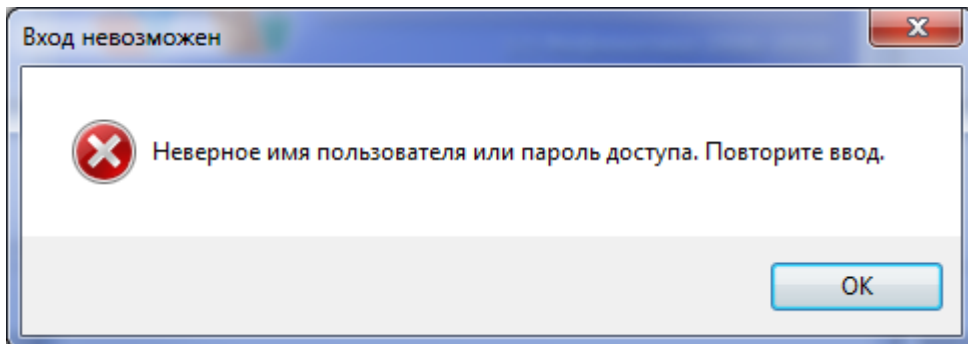 Вход невозможен
Неверное имя пользователя или пароль доступа. Повторите ввод.
OK